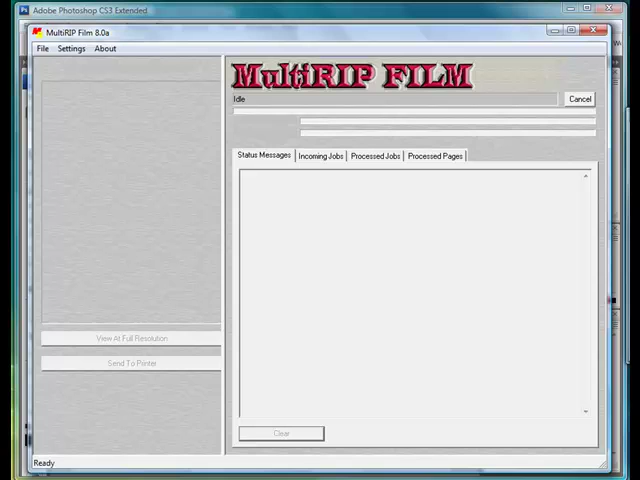 Adobe Photoshop CS3 Extended
MultiRIP Film 8.0a
File Settings About
MultiRIP FILM
Idle
Cancel
Status Messages Incoming Jobs Processed Jobs Processed Pages
View At Full Resolution
Send To Printer
Clear
Ready